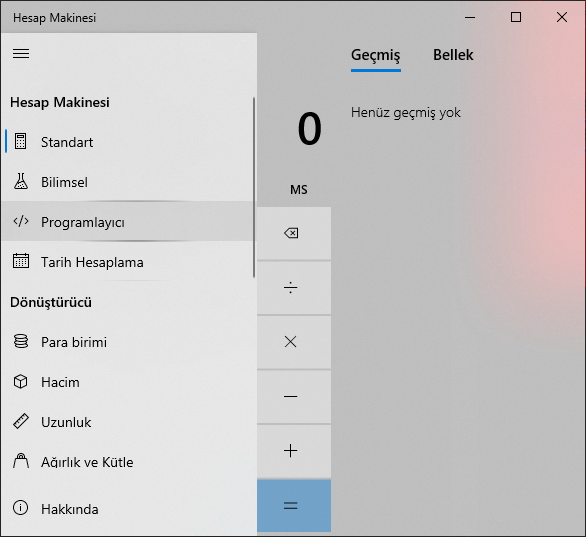 Hesap Makinesi
Geçmiş Bellek
Hesap Makinesi
Standart
Bilimsel
Programlayıcı
Tarih Hesaplama
Dönüştürücü
Para birimi
Hacim
Uzunluk
Ağırlık ve Kütle
Hakkında
0
MS
÷
×
−
+
=
Henüz geçmiş yok